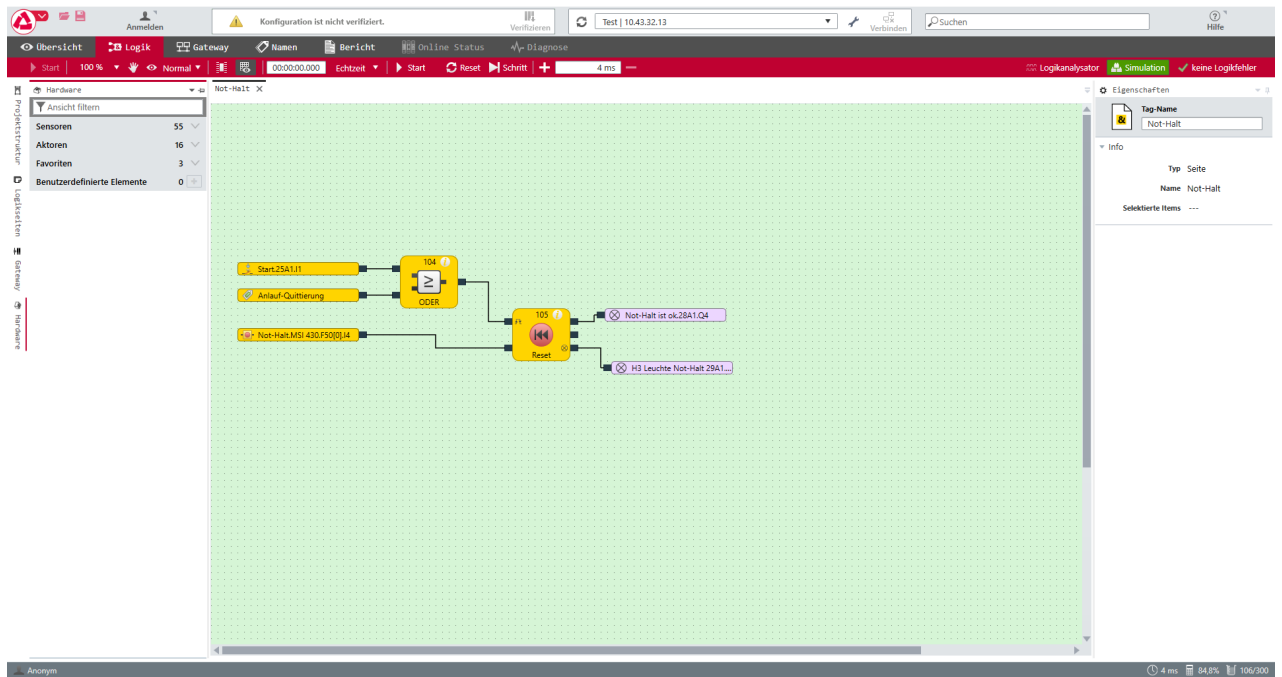 Anmelden
Konfiguration ist nicht verifiziert.
Verifizieren
Test | 10.43.32.13
Verbinden
Suchen
Hilfe
Übersicht
Logik
Gateway
Namen
Bericht
Online Status
Diagnose
Start
100 %
Normal
00:00:00.000
Echtzeit
Start
Reset
Schritt
4 ms
Logikanalysator
Simulation
keine Logikfehler
Projektstruktur
Logikseiten
Gateway
Hardware
Hardware
Ansicht filtern
Sensoren 55
Aktoren 16
Favoriten 3
Benutzerdefinierte Elemente 0
Not-Halt
Start.25A1.I1
Anlauf-Quittierung
Not-Halt.MSI 430.F50[0].I4
104
≥
ODER
105
Reset
Not-Halt ist ok.28A1.Q4
H3 Leuchte Not-Halt 29A1....
Eigenschaften
&
Tag-Name
Not-Halt
Info
Typ Seite
Name Not-Halt
Selektierte Items ---
Anonym
4 ms
84,8%
106/300